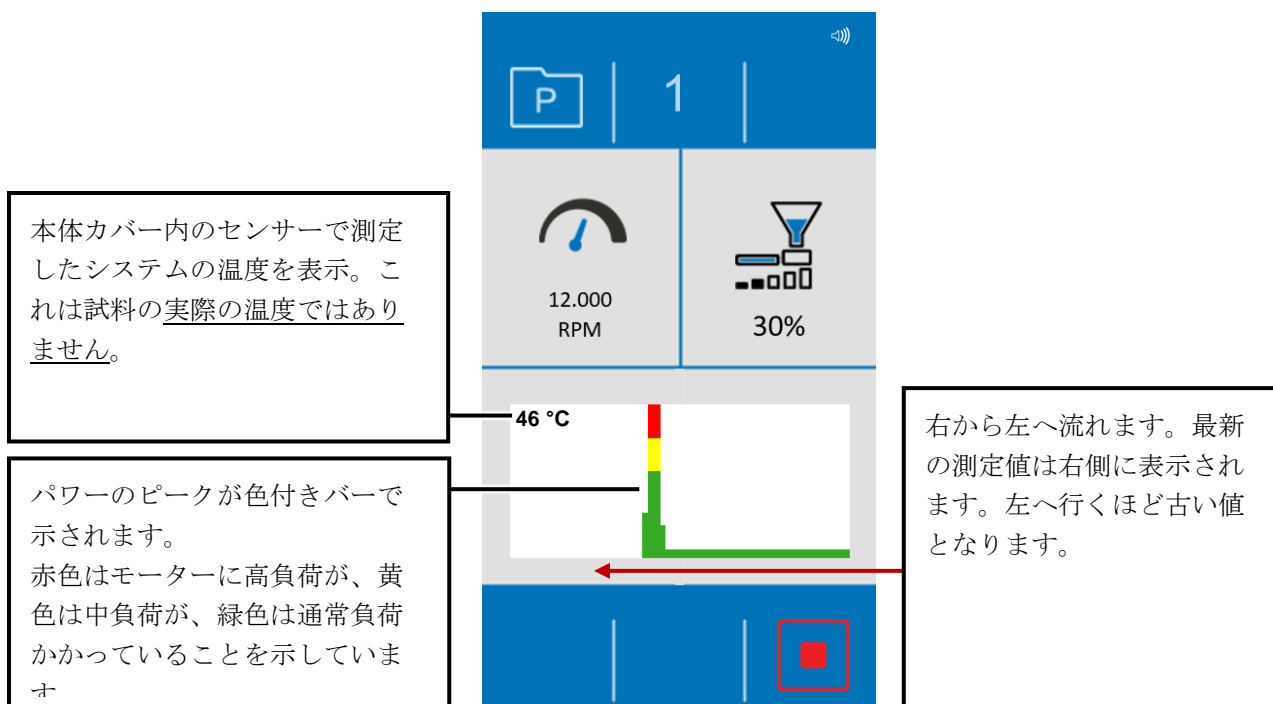 P
1
本体カバー内のセンサーで測定
したシステムの温度を表示。こ
れは試料の実際の温度ではあり
ません。
12.000
RPM
30%
46 °C
パワーのピークが色付きバーで
示されます。
赤色はモーターに高負荷が、黄
色は中負荷が、緑色は通常負荷
かかっていることを示していま
す
右から左へ流れます。最新
の測定値は右側に表示され
ます。左へ行くほど古い値
となります。